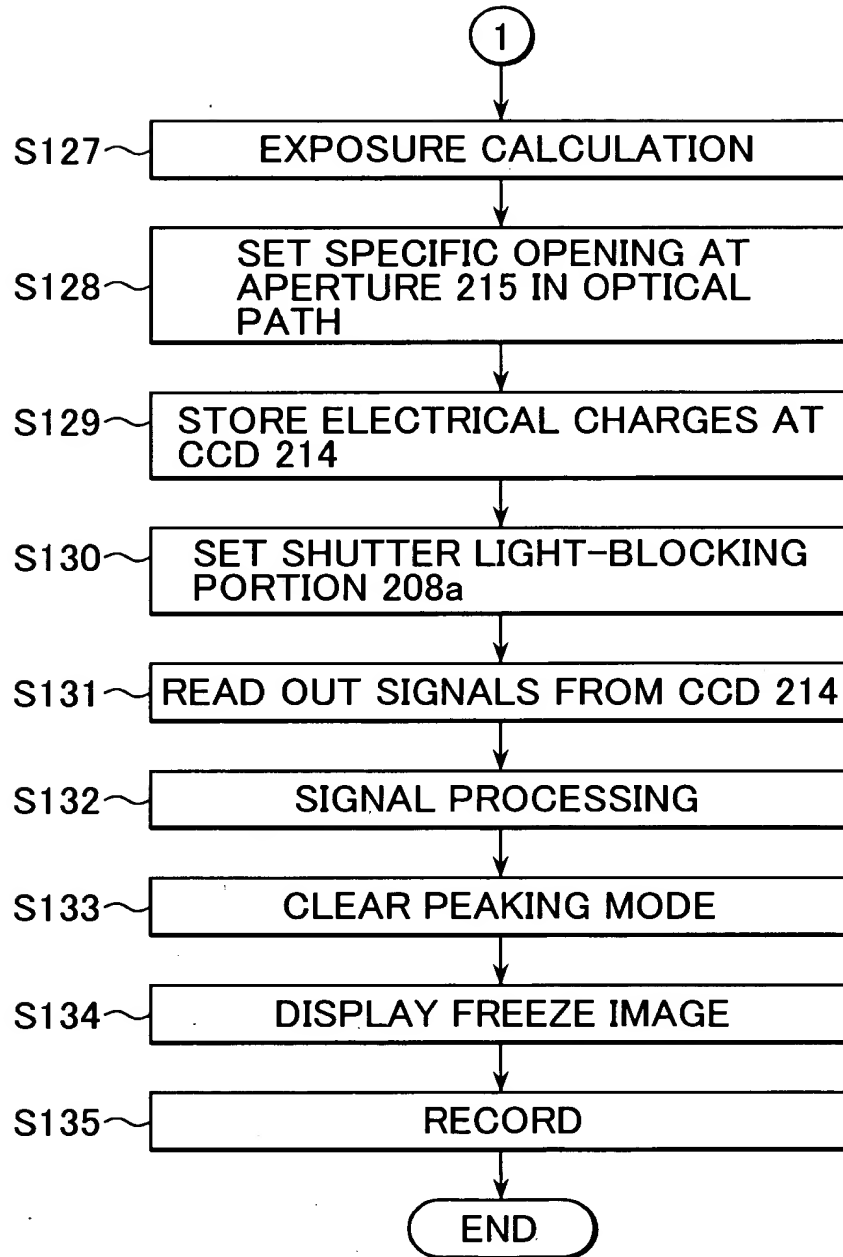 1
S127 EXPOSURE CALCULATION
S128 SET SPECIFIC OPENING AT
APERTURE 215 IN OPTICAL
PATH
S129 STORE ELECTRICAL CHARGES AT
CCD 214
S130 SET SHUTTER LIGHT-BLOCKING
PORTION 208a
S131 READ OUT SIGNALS FROM CCD 214
S132 SIGNAL PROCESSING
S133 CLEAR PEAKING MODE
S134 DISPLAY FREEZE IMAGE
S135 RECORD
END